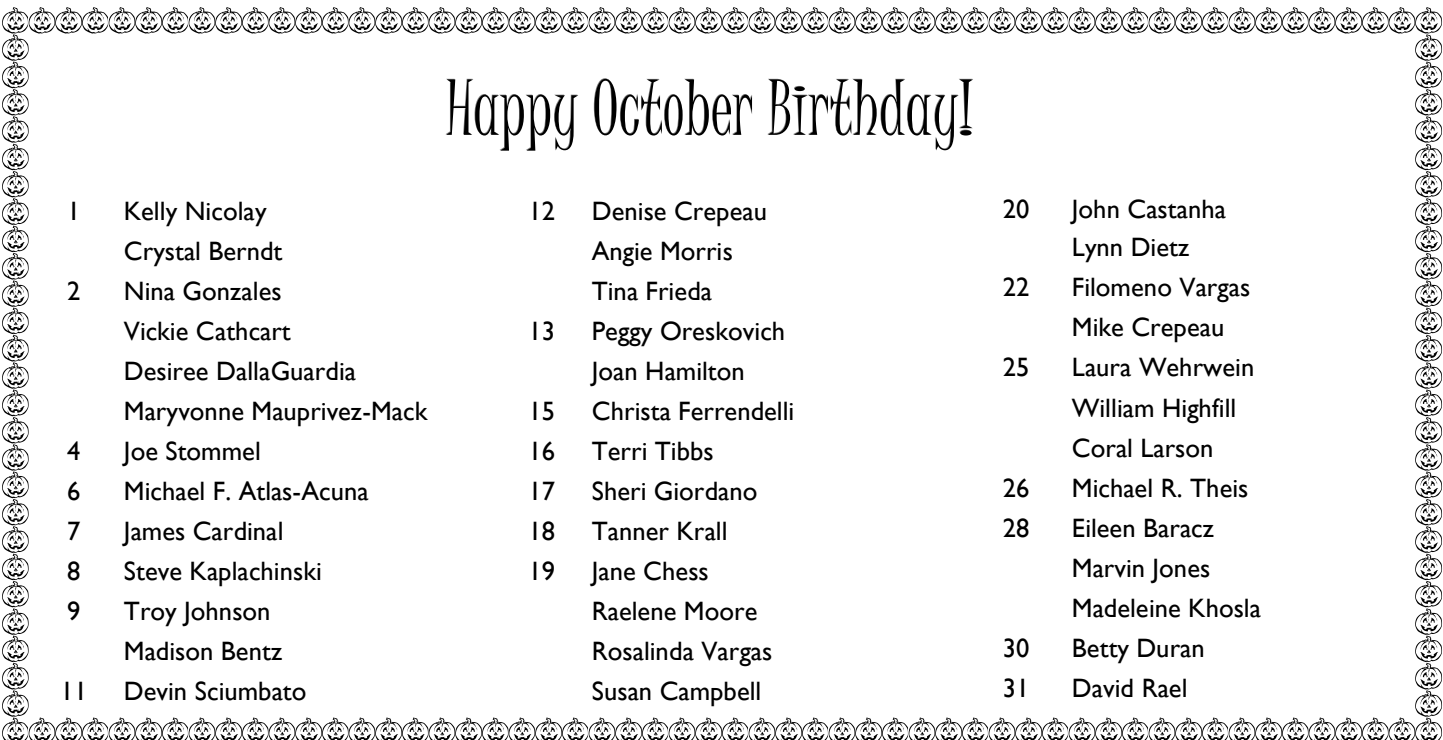 Happy October Birthday!
1 Kelly Nicolay
Crystal Berndt
2 Nina Gonzales
Vickie Cathcart
Desiree DallaGuardia
Maryvonne Mauprivez-Mack
4 Joe Stommel
6 Michael F. Atlas-Acuna
7 James Cardinal
8 Steve Kaplachinski
9 Troy Johnson
Madison Bentz
11 Devin Sciumbato
12 Denise Crepeau
Angie Morris
Tina Frieda
13 Peggy Oreskovich
Joan Hamilton
15 Christa Ferrendelli
16 Terri Tibbs
17 Sheri Giordano
18 Tanner Krall
19 Jane Chess
Raelene Moore
Rosalinda Vargas
Susan Campbell
20 John Castanha
Lynn Dietz
22 Filomeno Vargas
Mike Crepeau
25 Laura Wehrwein
William Highfill
Coral Larson
26 Michael R. Theis
28 Eileen Baracz
Marvin Jones
Madeleine Khosla
30 Betty Duran
31 David Rael